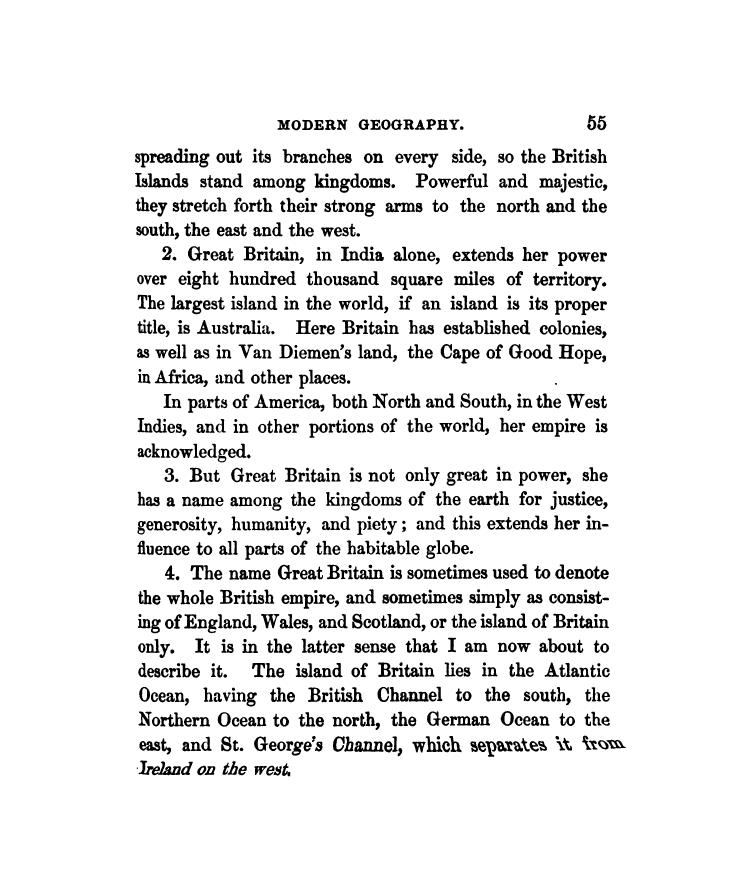 MODERN GEOGRAPHY. 55
spreading out its branches on every side, so the British
Islands stand among kingdoms. Powerful and majestic,
they stretch forth their strong arms to the north and the
south, the east and the west.
2. Great Britain, in India alone, extends her power
over eight hundred thousand square miles of territory.
The largest island in the world, if an island is its proper
title, is Australia. Here Britain has established colonies,
as well as in Van Diemen's land, the Cape of Good Hope,
in Africa, and other places.
In parts of America, both North and South, in the West
Indies, and in other portions of the world, her empire is
acknowledged.
3. But Great Britain is not only great in power, she
has a name among the kingdoms of the earth for justice,
generosity, humanity, and piety; and this extends her in-
fluence to all parts of the habitable globe.
4. The name Great Britain is sometimes used to denote
the whole British empire, and sometimes simply as consist-
ing of England, Wales, and Scotland, or the island of Britain
only. It is in the latter sense that I am now about to
describe it. The island of Britain lies in the Atlantic
Ocean, having the British Channel to the south, the
Northern Ocean to the north, the German Ocean to the
east, and St. George's Channel, which separates it from
Ireland on the west.